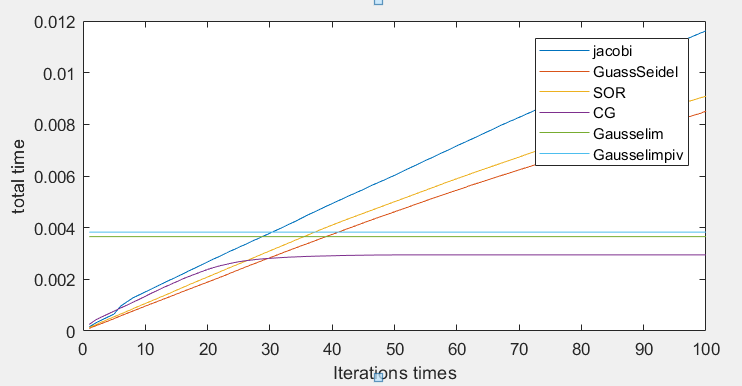 0.012
0.01
0.008
0.006
0.004
0.002
0
total time
jacobi
GuassSeidel
SOR
CG
Gausselim
Gausselimpiv
0 10 20 30 40 50 60 70 80 90 100
Iterations times